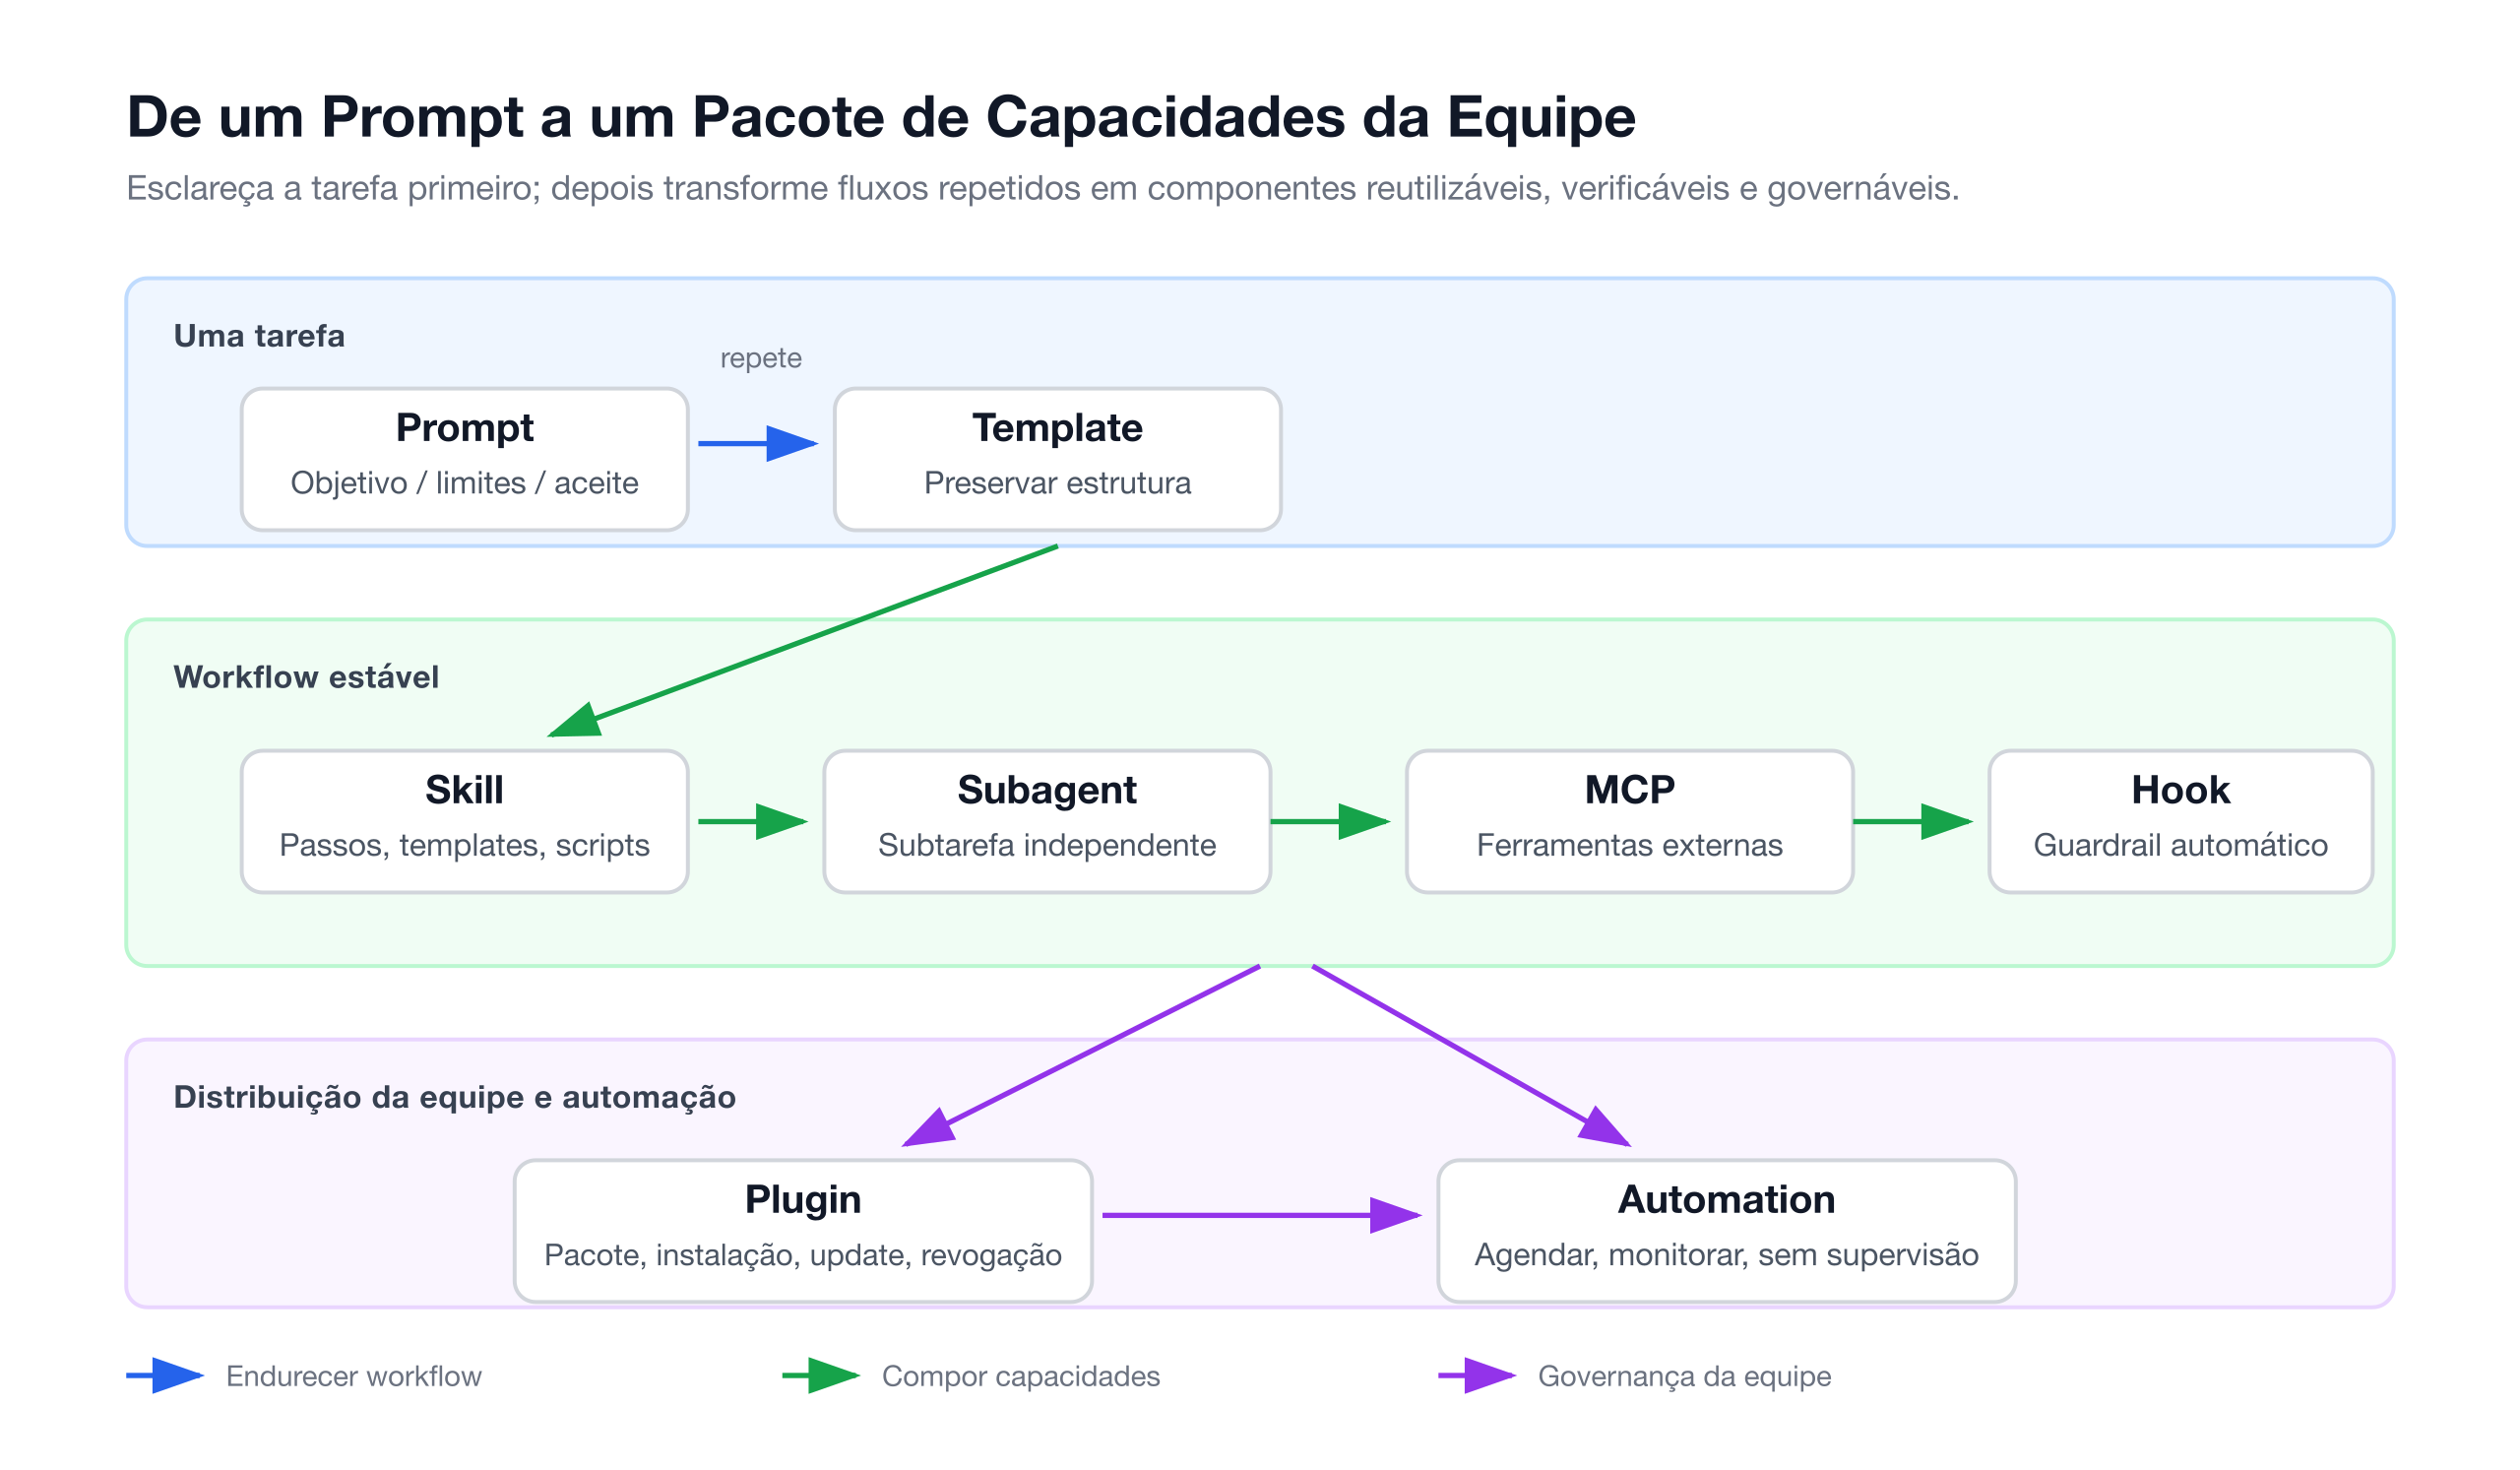 De um Prompt a um Pacote de Capacidades da Equipe
Esclareça a tarefa primeiro; depois transforme fluxos repetidos em componentes reutilizáveis, verificáveis e governáveis.
Uma tarefa
repete
Prompt
Objetivo / limites / aceite
Template
Preservar estrutura
Workflow estável
Skill
Passos, templates, scripts
Subagent
Subtarefa independente
MCP
Ferramentas externas
Hook
Guardrail automático
Distribuição da equipe e automação
Plugin
Pacote, instalação, update, revogação
Automation
Agendar, monitorar, sem supervisão
Endurecer workflow
Compor capacidades
Governança da equipe